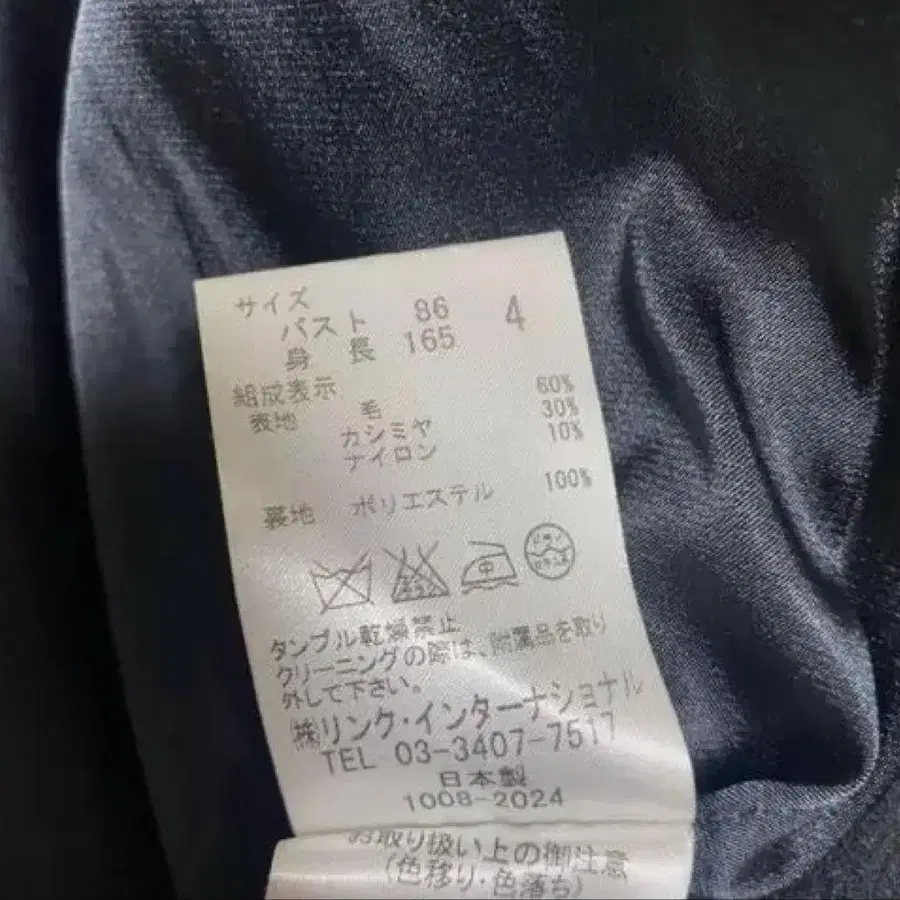 サイズ
バスト 86 4
身長 165
組成表示
表地 毛 60%
カシミヤ 30%
ナイロン 10%
裏地 ポリエステル 100%
タンブル乾燥禁止
クリーニングの際は、附属品を取り
外して下さい。
㈱リンク・インターナショナル
TEL 03-3407-7517
日本製
1008-2024
お取り扱い上の御注意
(色移り・色落ち)